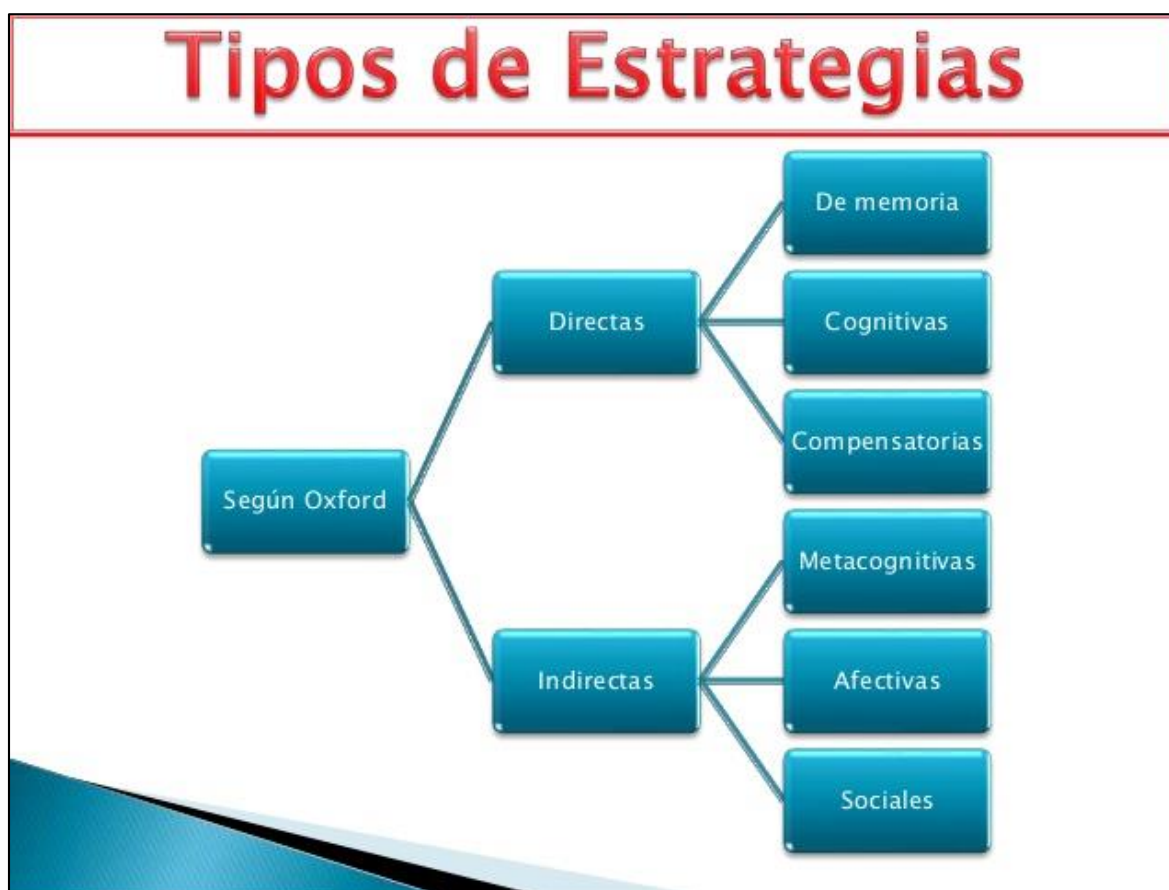 Tipos de Estrategias
Según Oxford
Directas
De memoria
Cognitivas
Compensatorias
Indirectas
Metacognitivas
Afectivas
Sociales